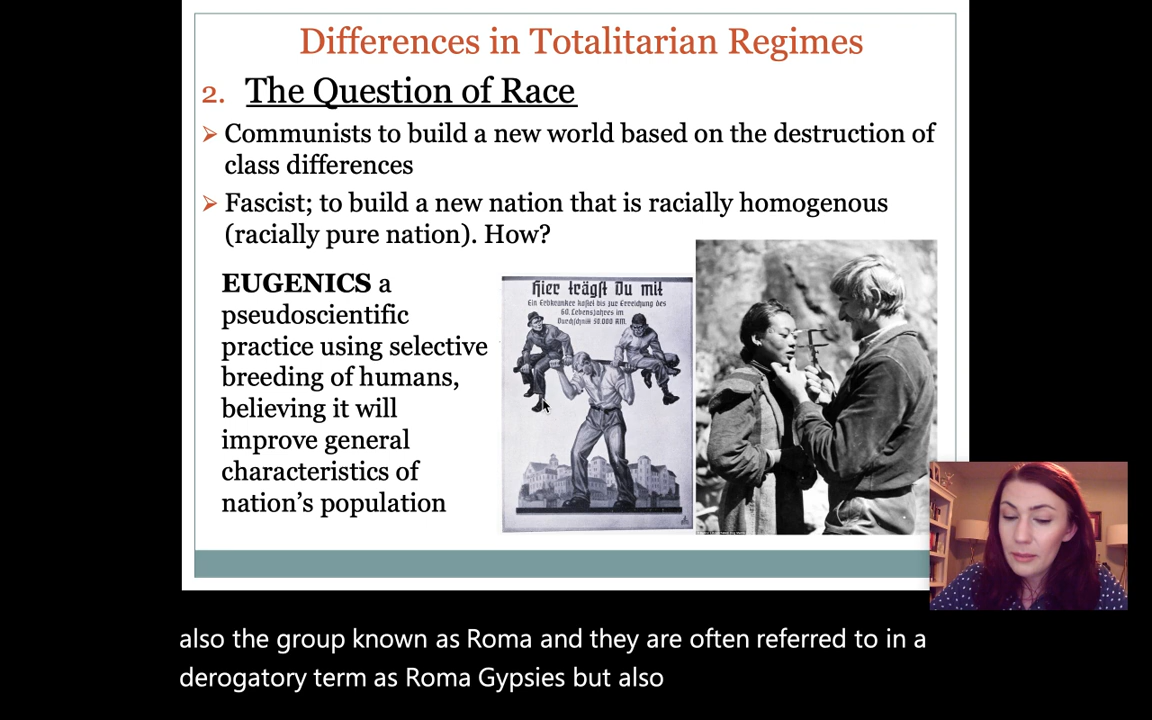 Differences in Totalitarian Regimes
2. The Question of Race
➢ Communists to build a new world based on the destruction of
class differences
➢ Fascist; to build a new nation that is racially homogenous
(racially pure nation). How?
EUGENICS a
pseudoscientific
practice using selective
breeding of humans,
believing it will
improve general
characteristics of
nation's population
Hier trägst Du mit
Ein Erbkranker kostet bis zur Erreichung des
60. Lebensjahres im
Durchschnitt 50.000 RM.
also the group known as Roma and they are often referred to in a
derogatory term as Roma Gypsies but also